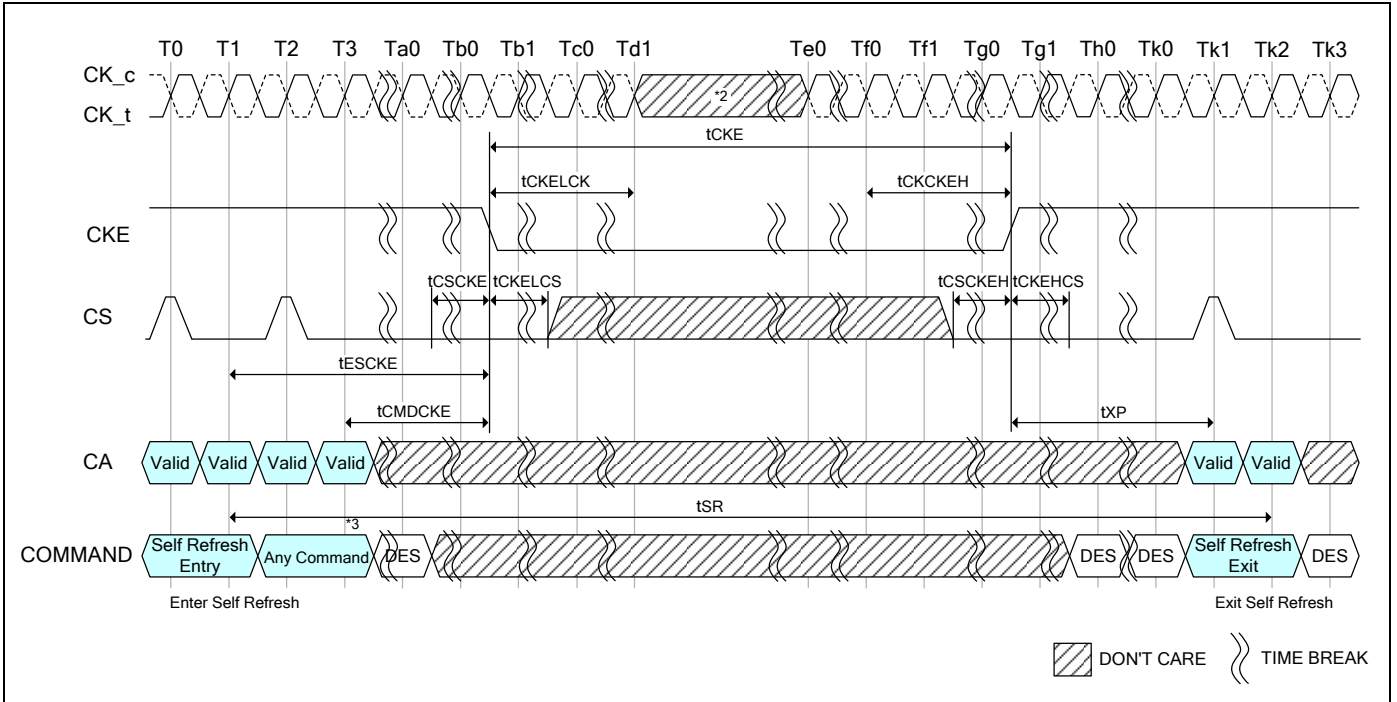 T0 T1 T2 T3 Ta0 Tb0 Tb1 Tc0 Td1 Te0 Tf0 Tf1 Tg0 Tg1 Th0 Tk0 Tk1 Tk2 Tk3
CK_c
CK_t
*2
tCKE
tCKELCK tCKCKEH
CKE
tCSCKE tCKELCS tCSCKEH tCKEHCS
CS
tESCKE
tCMDCKE tXP
CA Valid Valid Valid Valid Valid Valid
tSR
*3
COMMAND Self Refresh Entry Any Command DES DES DES Self Refresh Exit DES
Enter Self Refresh Exit Self Refresh
DON'T CARE TIME BREAK